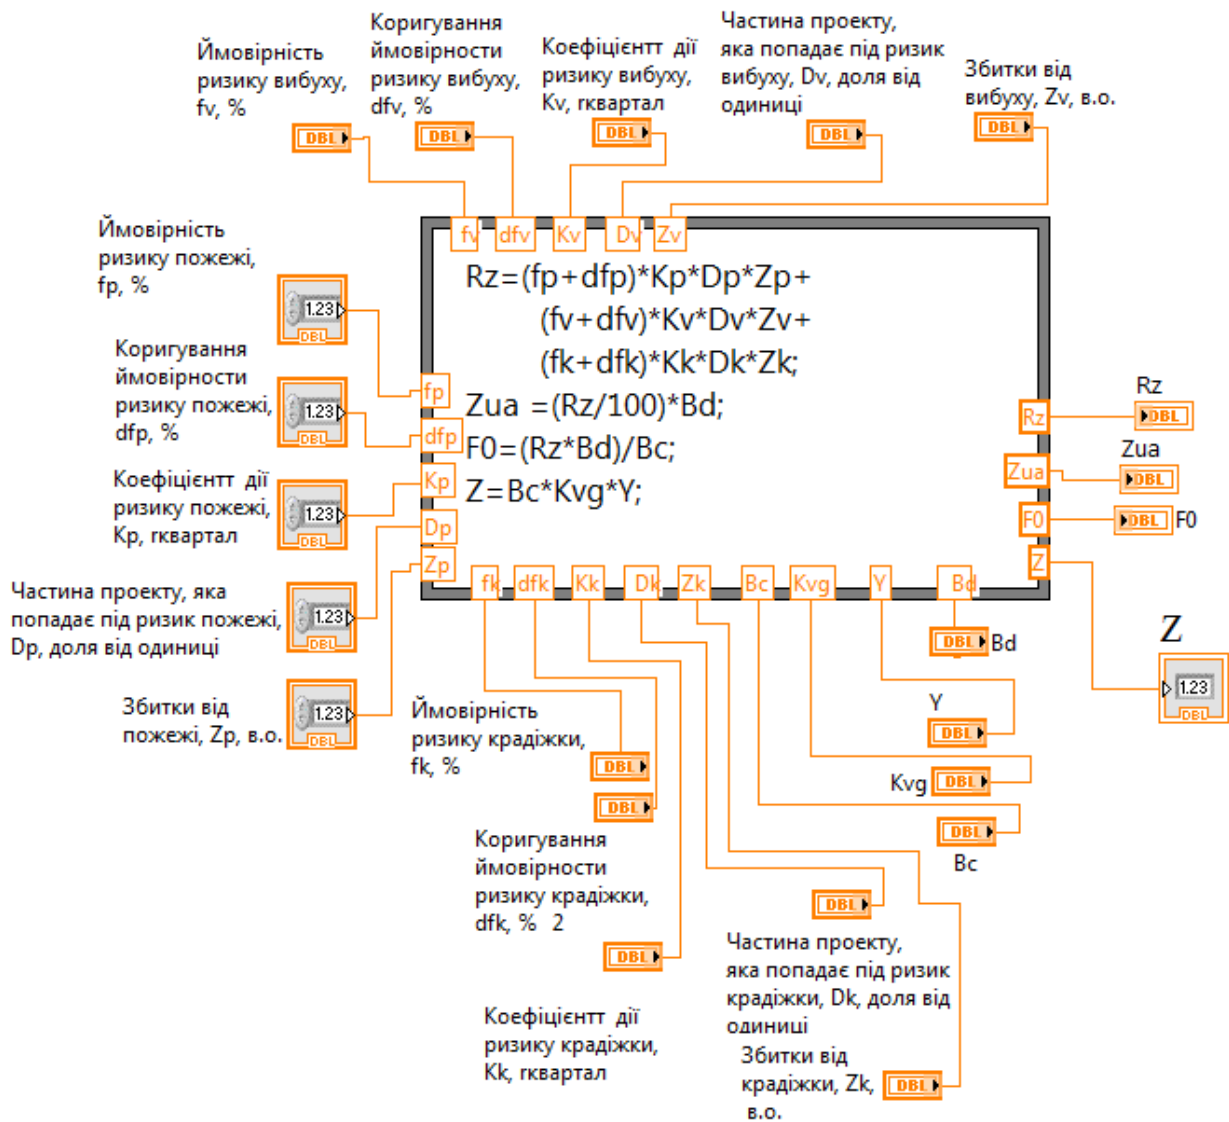 Ймовірність
ризику вибуху,
fv, %
Коригування
ймовірности
ризику вибуху,
dfv, %
Коефіцієнтт дії
ризику вибуху,
Kv, rквартал
Частина проекту,
яка попадає під ризик
вибуху, Dv, доля від
одиниці
Збитки від
вибуху, Zv, в.о.
DBL
DBL
DBL
DBL
DBL
fv
dfv
Kv
Dv
Zv
Ймовірність
ризику пожежі,
fp, %
1.23
DBL
Коригування
ймовірности
ризику пожежі,
dfp, %
1.23
DBL
Коефіцієнтт дії
ризику пожежі,
Kp, rквартал
1.23
DBL
Частина проекту, яка
попадає під ризик пожежі,
Dp, доля від одиниці
1.23
DBL
Збитки від
пожежі, Zp, в.о.
1.23
DBL
fp
dfp
Kp
Dp
Zp
Rz=(fp+dfp)*Kp*Dp*Zp+
(fv+dfv)*Kv*Dv*Zv+
(fk+dfk)*Kk*Dk*Zk;
Zua =(Rz/100)*Bd;
F0=(Rz*Bd)/Bc;
Z=Bc*Kvg*Y;
Rz
Zua
F0
Z
Rz
DBL
Zua
DBL
DBL
F0
Z
1.23
DBL
fk
dfk
Kk
Dk
Zk
Bc
Kvg
Y
Bd
DBL
Bd
Y
DBL
Kvg
DBL
DBL
Bc
Ймовірність
ризику крадіжки,
fk, %
DBL
DBL
Коригування
ймовірности
ризику крадіжки,
dfk, % 2
DBL
Коефіцієнтт дії
ризику крадіжки,
Kk, rквартал
DBL
Частина проекту,
яка попадає під ризик
крадіжки, Dk, доля від
одиниці
Збитки від
крадіжки, Zk,
в.о.
DBL